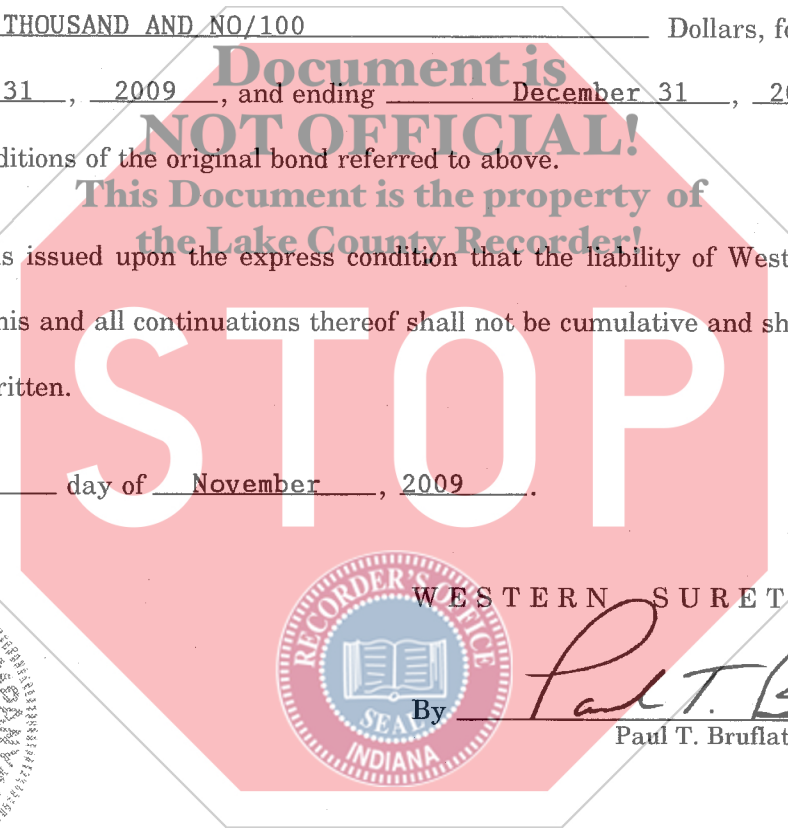 THOUSAND AND NO/100 Dollars, fo
Document is
31 , 2009 , and ending December 31 , 20
NOT OFFICIAL!
ditions of the original bond referred to above.
This Document is the property of
the Lake County Recorder!
s issued upon the express condition that the liability of West
his and all continuations thereof shall not be cumulative and sh
ritten.
STOP
day of November , 2009 .
RECORDER'S OFFICE
WESTERN SURET
SEAL
By Paul T. B
Paul T. Bruflat
INDIANA